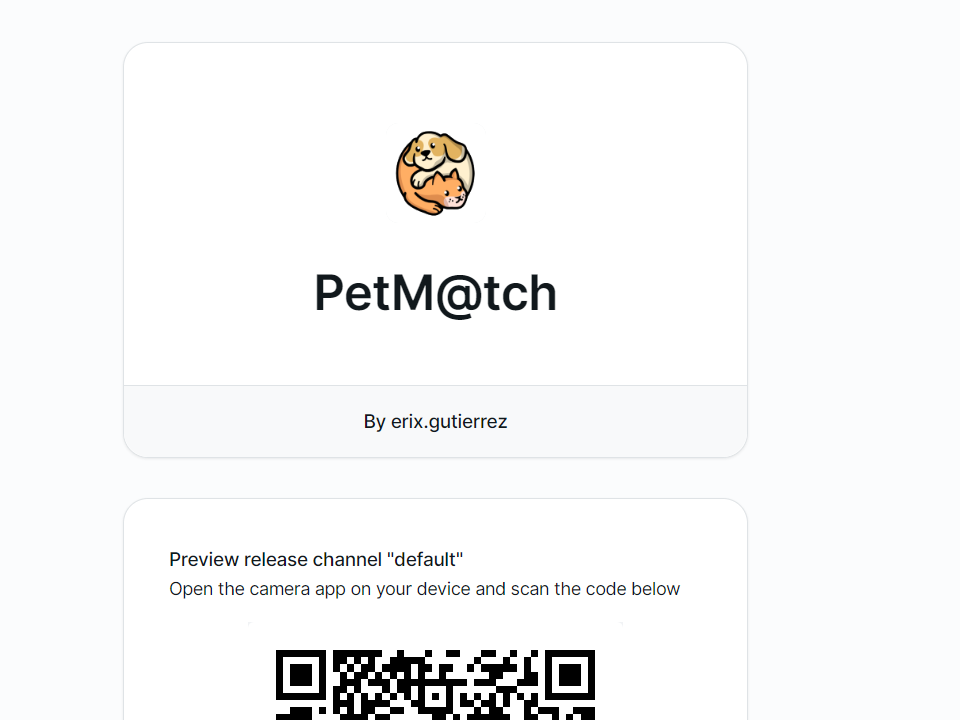 PetM@tch
By erix.gutierrez
Preview release channel "default"
Open the camera app on your device and scan the code below